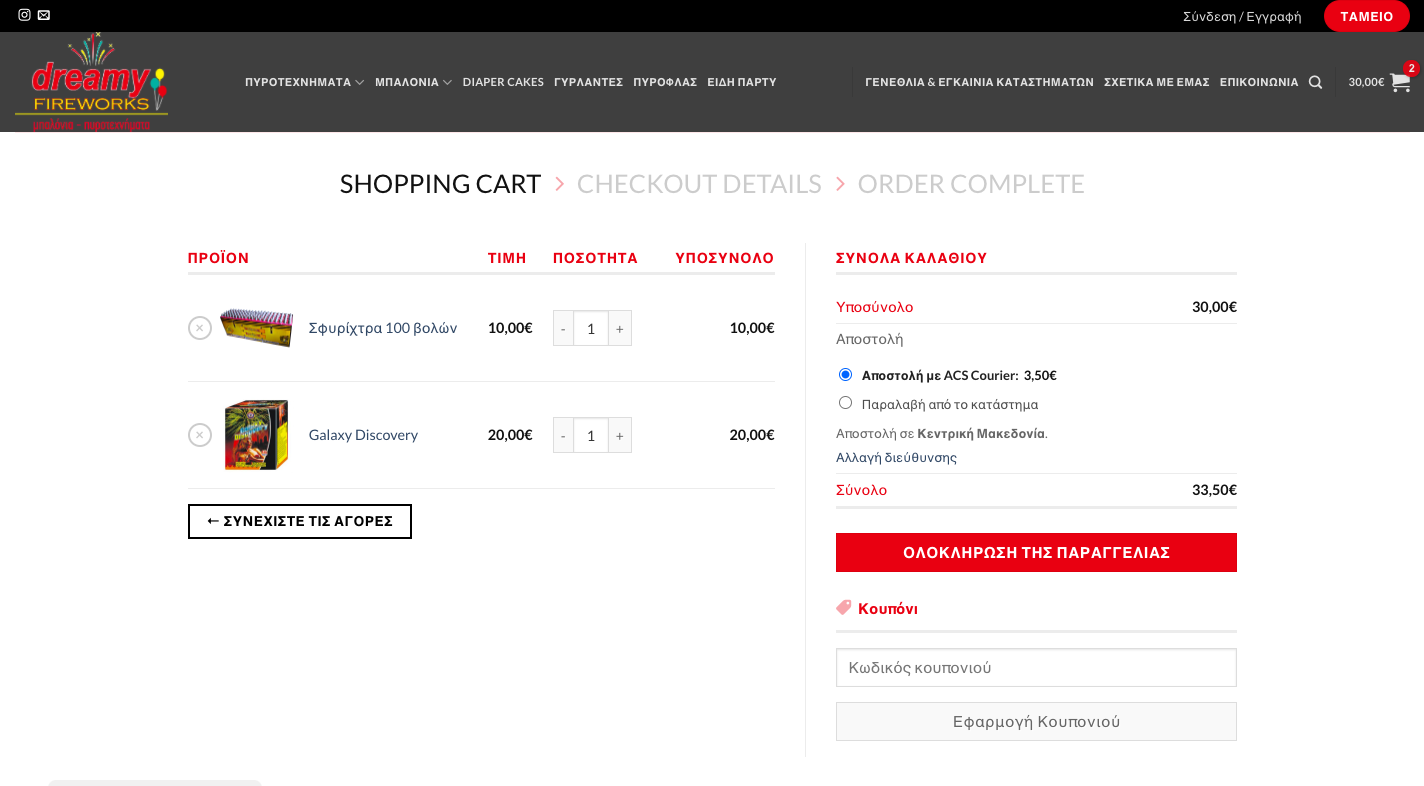 Σύνδεση / Εγγραφή
ΤΑΜΕΙΟ
dreamy
FIREWORKS
μπαλόνια - πυροτεχνήματα
ΠΥΡΟΤΕΧΝΗΜΑΤΑ ΜΠΑΛΟΝΙΑ DIAPER CAKES ΓΥΡΛΑΝΤΕΣ ΠΥΡΟΦΛΑΣ ΕΙΔΗ ΠΑΡΤΥ
ΓΕΝΕΘΛΙΑ & ΕΓΚΑΙΝΙΑ ΚΑΤΑΣΤΗΜΑΤΩΝ ΣΧΕΤΙΚΑ ΜΕ ΕΜΑΣ ΕΠΙΚΟΙΝΩΝΙΑ 30,00€ 2
SHOPPING CART CHECKOUT DETAILS ORDER COMPLETE
ΠΡΟΪΟΝ ΤΙΜΗ ΠΟΣΟΤΗΤΑ ΥΠΟΣΥΝΟΛΟ
× Σφυρίχτρα 100 βολών 10,00€ - 1 + 10,00€
× Galaxy Discovery 20,00€ - 1 + 20,00€
← ΣΥΝΕΧΙΣΤΕ ΤΙΣ ΑΓΟΡΕΣ
ΣΥΝΟΛΑ ΚΑΛΑΘΙΟΥ
Υποσύνολο 30,00€
Αποστολή
Αποστολή με ACS Courier: 3,50€
Παραλαβή από το κατάστημα
Αποστολή σε Κεντρική Μακεδονία.
Αλλαγή διεύθυνσης
Σύνολο 33,50€
ΟΛΟΚΛΗΡΩΣΗ ΤΗΣ ΠΑΡΑΓΓΕΛΙΑΣ
Κουπόνι
Κωδικός κουπονιού
Εφαρμογή Κουπονιού